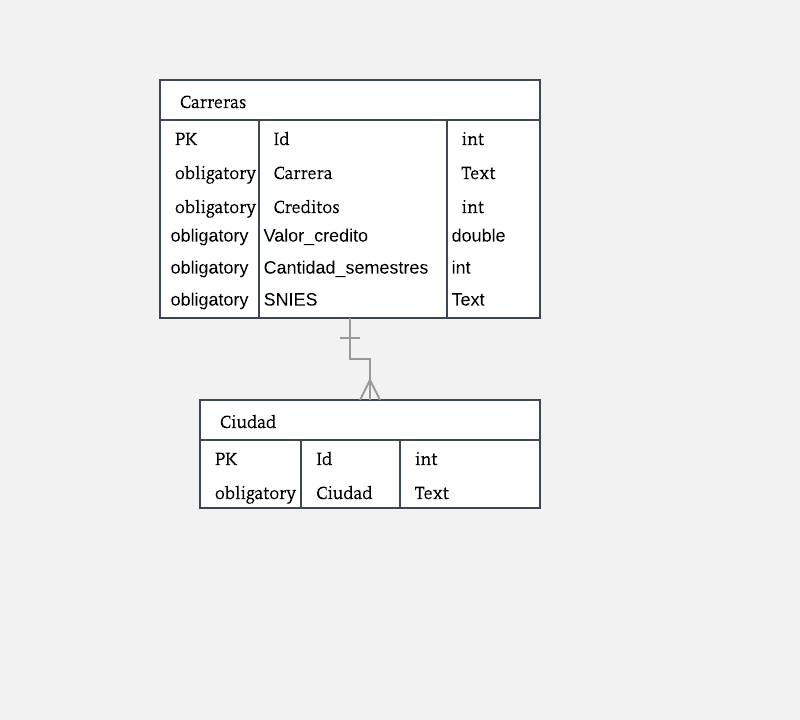 Carreras
PK Id int
obligatory Carrera Text
obligatory Creditos int
obligatory Valor_credito double
obligatory Cantidad_semestres int
obligatory SNIES Text
Ciudad
PK Id int
obligatory Ciudad Text